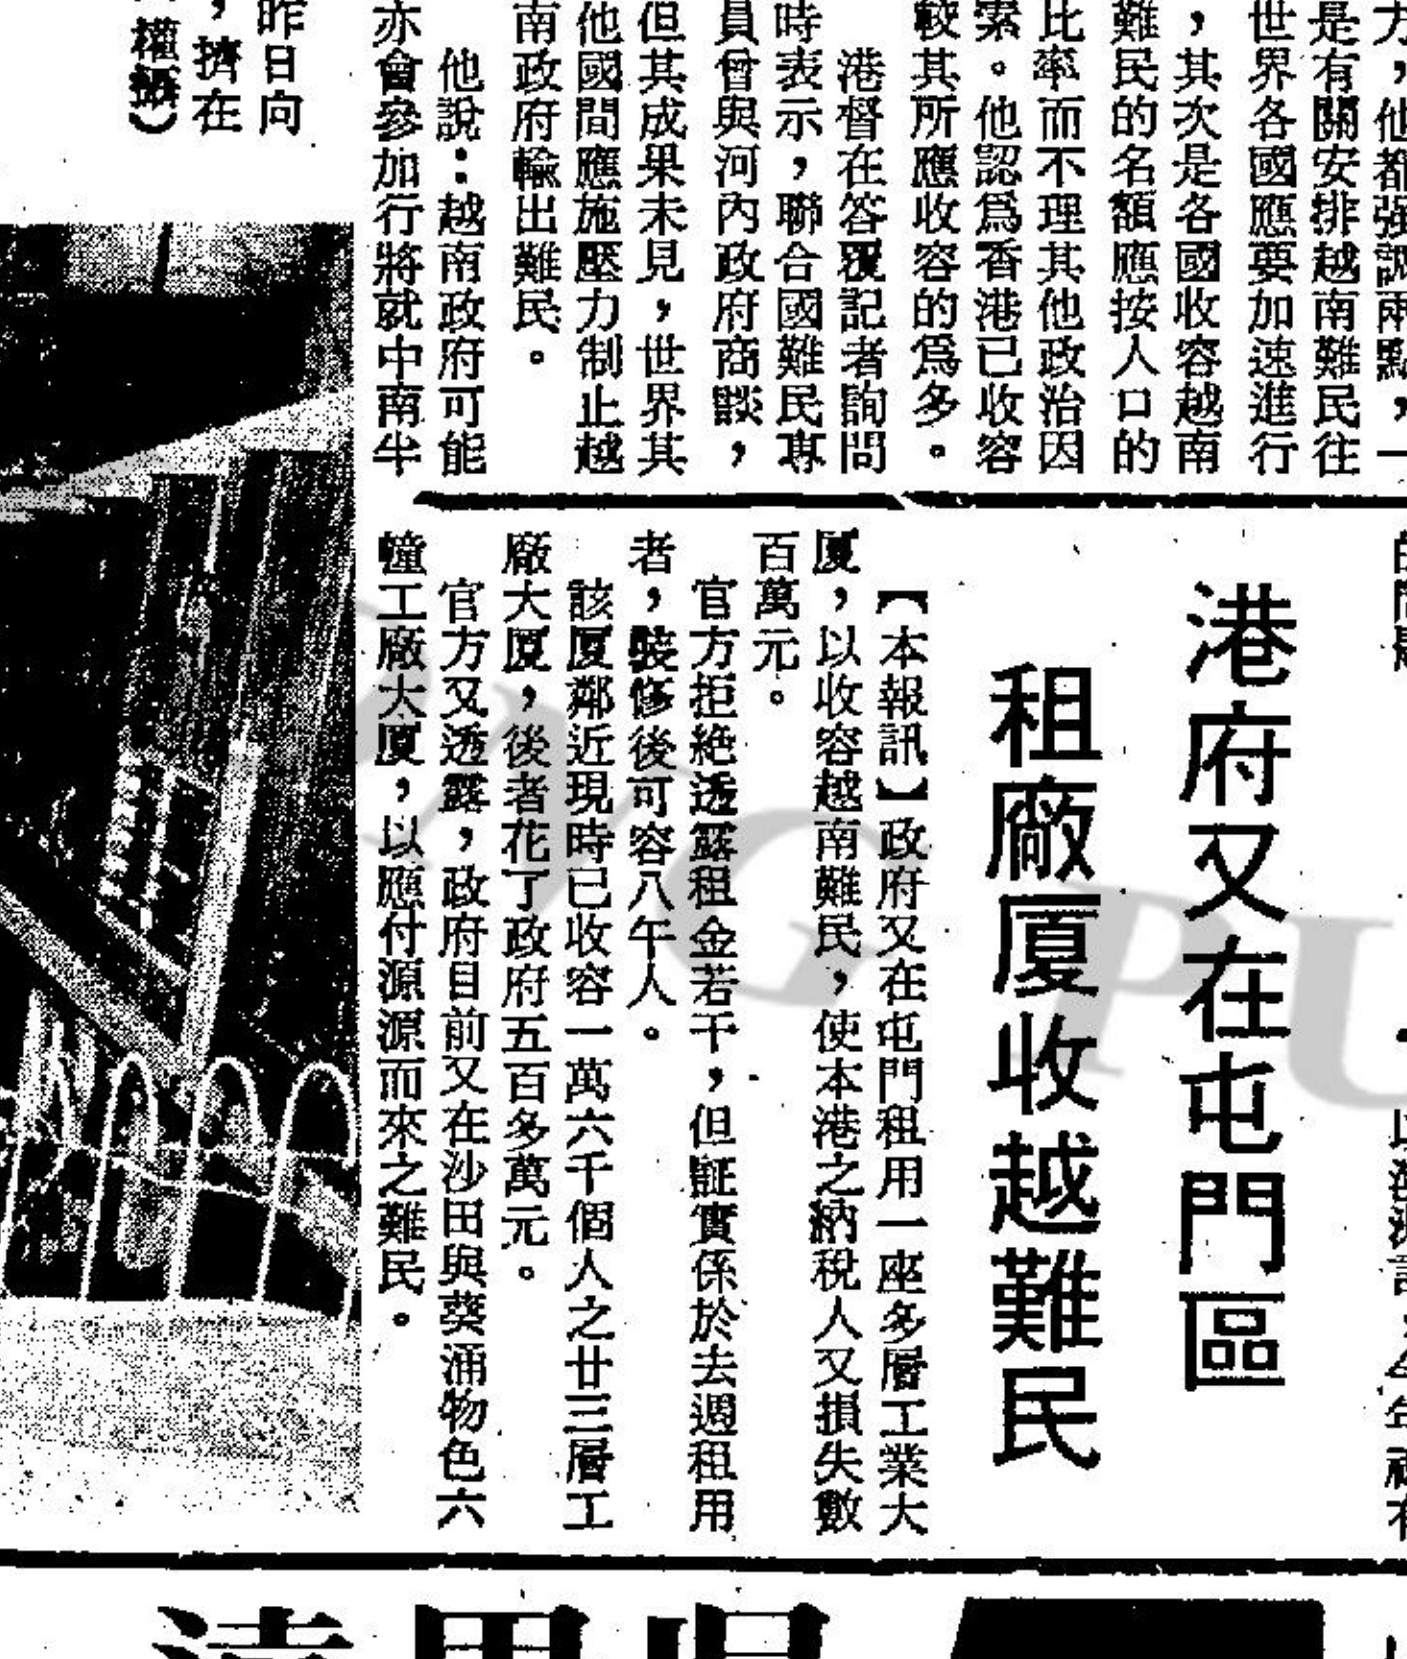 是有關安排越南難民往
世界各國應要加速進行
，其次是各國收容越南
難民的名額應按人口的
比率而不理其他政治因
索。他認爲香港已收容
較其所應收容的爲多。
港督在答覆記者詢問
時表示，聯合國難民專
員曾與河內政府商談，
但其成果未見，世界其
他國間應施壓力制止越
南政府輸出難民。
他說：越南政府可能
亦會參加行將就中南半
昨日向
，擠在
權攝）
港府又在屯門區
租廠厦收越難民
【本報訊】政府又在屯門租用一座多層工業大
厦，以收容越南難民，使本港之納稅人又損失數
百萬元。
官方拒絶透露租金若干，但証實係於去週租用
者，裝修後可容八千人。
該厦鄰近現時已收容一萬六千個人之廿三層工
廠大厦，後者花了政府五百多萬元。
官方又透露，政府目前又在沙田與葵涌物色六
幢工廠大厦，以應付源源而來之難民。